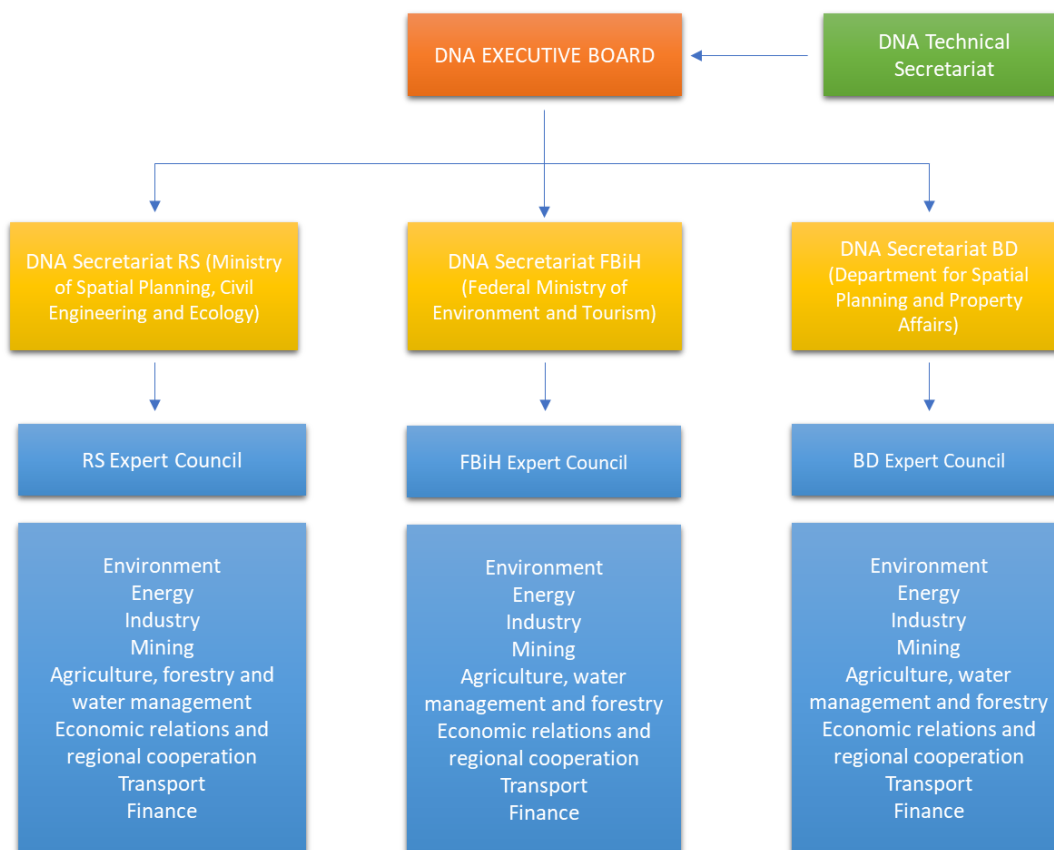 DNA EXECUTIVE BOARD
DNA Technical
Secretariat
DNA Secretariat RS (Ministry
of Spatial Planning, Civil
Engineering and Ecology)
DNA Secretariat FBiH
(Federal Ministry of
Environment and Tourism)
DNA Secretariat BD
(Department for Spatial
Planning and Property
Affairs)
RS Expert Council
FBiH Expert Council
BD Expert Council
Environment
Energy
Industry
Mining
Agriculture, forestry and
water management
Economic relations and
regional cooperation
Transport
Finance
Environment
Energy
Industry
Mining
Agriculture, water
management and forestry
Economic relations and
regional cooperation
Transport
Finance
Environment
Energy
Industry
Mining
Agriculture, water
management and forestry
Economic relations and
regional cooperation
Transport
Finance